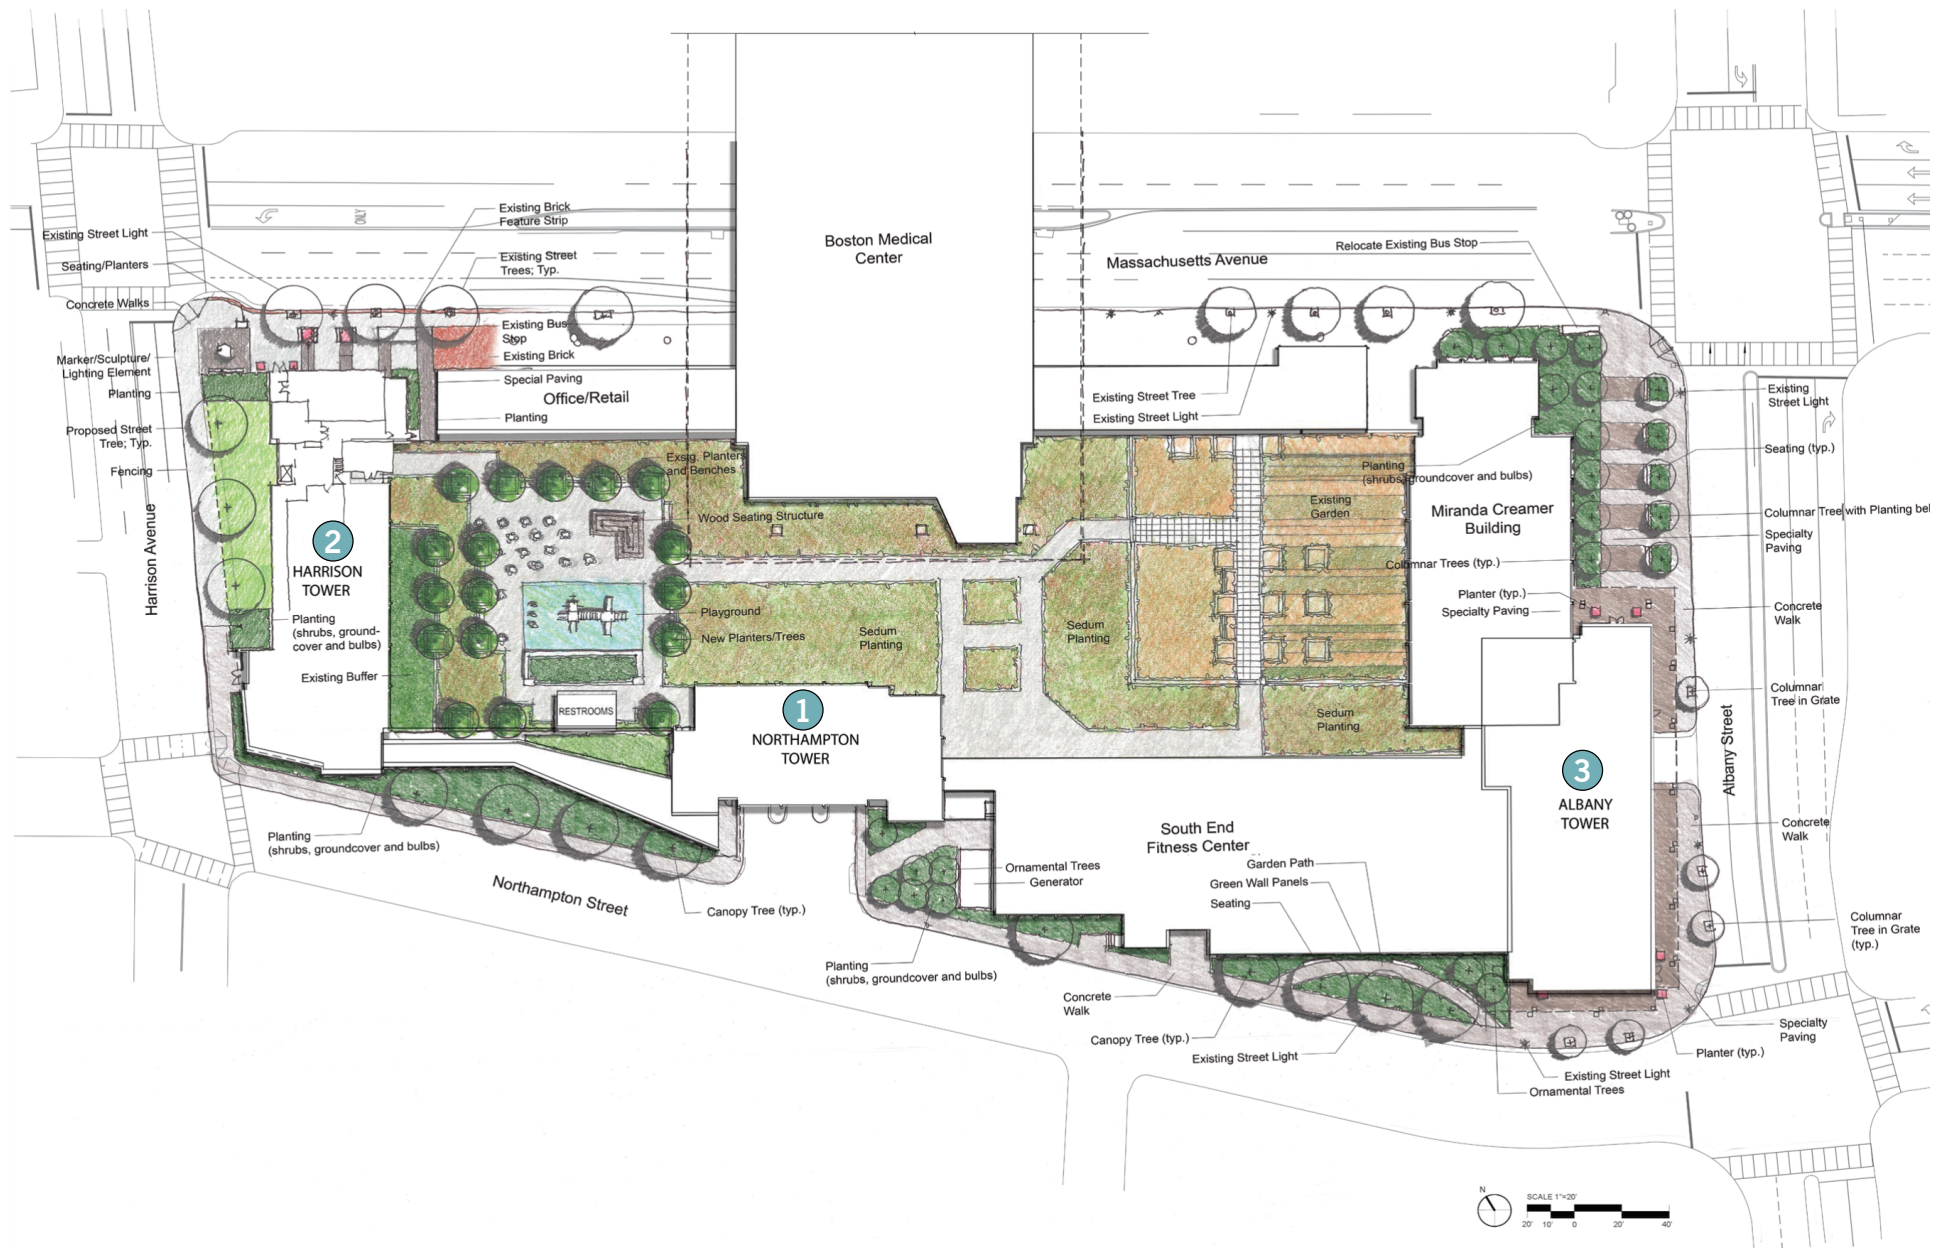 Existing Street Light
Seating/Planters
Concrete Walks
Marker/Sculpture/
Lighting Element
Planting
Proposed Street
Tree; Typ.
Fencing
Harrison Avenue
ONLY
Existing Brick
Feature Strip
Existing Street
Trees; Typ.
Existing Bus
Stop
Existing Brick
Special Paving
Office/Retail
Planting
Boston Medical
Center
Massachusetts Avenue
Relocate Existing Bus Stop
Existing Street Tree
Existing Street Light
Existing
Street Light
Seating (typ.)
Columnar Tree with Planting bel
Specialty
Paving
Exstg. Planters
and Benches
Wood Seating Structure
Planting
(shrubs, groundcover and bulbs)
Existing
Garden
Miranda Creamer
Building
Columnar Trees (typ.)
Planter (typ.)
Specialty Paving
Concrete
Walk
2
HARRISON
TOWER
Planting
(shrubs, ground-
cover and bulbs)
Existing Buffer
Playground
New Planters/Trees
Sedum
Planting
Sedum
Planting
Sedum
Planting
RESTROOMS
1
NORTHAMPTON
TOWER
Columnar
Tree in Grate
Albany Street
3
ALBANY
TOWER
Concrete
Walk
Planting
(shrubs, groundcover and bulbs)
Northampton Street
Canopy Tree (typ.)
South End
Fitness Center
Ornamental Trees
Generator
Garden Path
Green Wall Panels
Seating
Columnar
Tree in Grate
(typ.)
Planting
(shrubs, groundcover and bulbs)
Concrete
Walk
Canopy Tree (typ.)
Existing Street Light
Specialty
Paving
Planter (typ.)
Existing Street Light
Ornamental Trees
N
SCALE 1"=20'
20' 10' 0 20' 40'